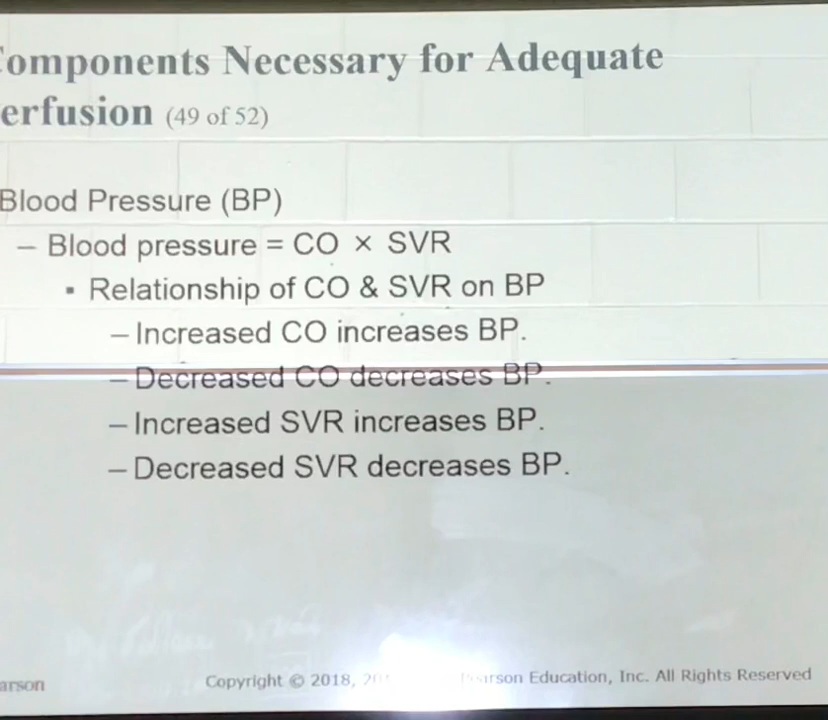 omponents Necessary for Adequate
erfusion (49 of 52)
Blood Pressure (BP)
– Blood pressure = CO × SVR
▪ Relationship of CO & SVR on BP
– Increased CO increases BP.
– Decreased CO decreases BP.
– Increased SVR increases BP.
– Decreased SVR decreases BP.
arson
Copyright © 2018, Pearson Education, Inc. All Rights Reserved